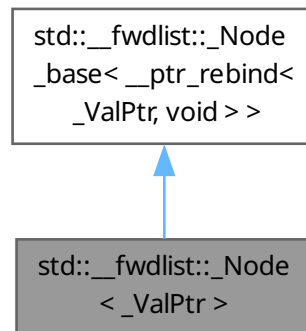 std::__fwdlist::_Node
_base< __ptr_rebind<
_ValPtr, void > >
std::__fwdlist::_Node
< _ValPtr >